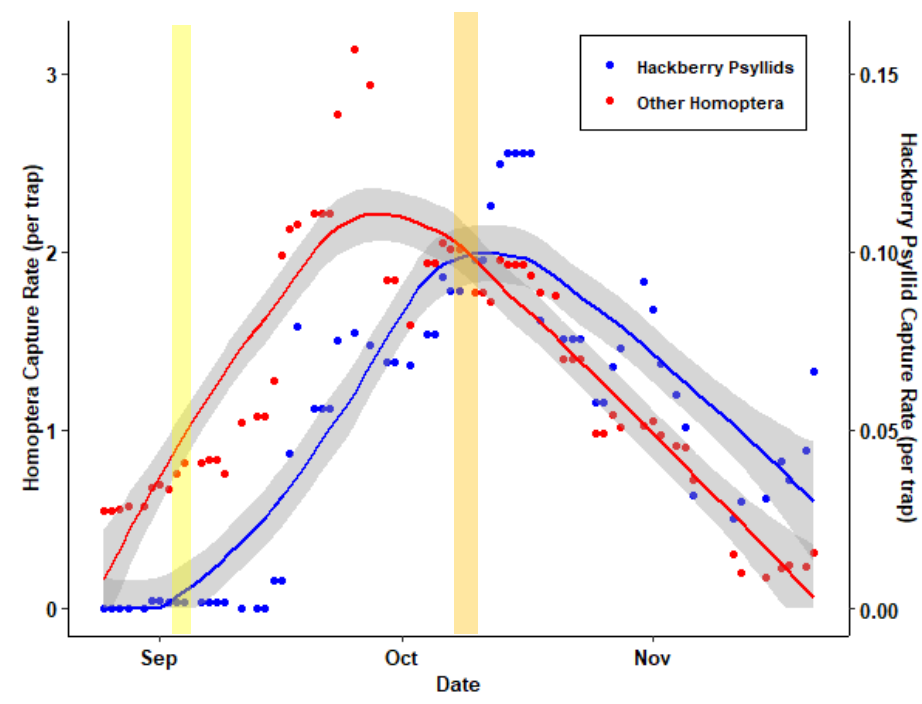 Hackberry Psyllids
Other Homoptera
Homoptera Capture Rate (per trap)
3
2
1
0
0.15
0.10
0.05
0.00
Hackberry Psyllid Capture Rate (per trap)
Sep
Oct
Nov
Date